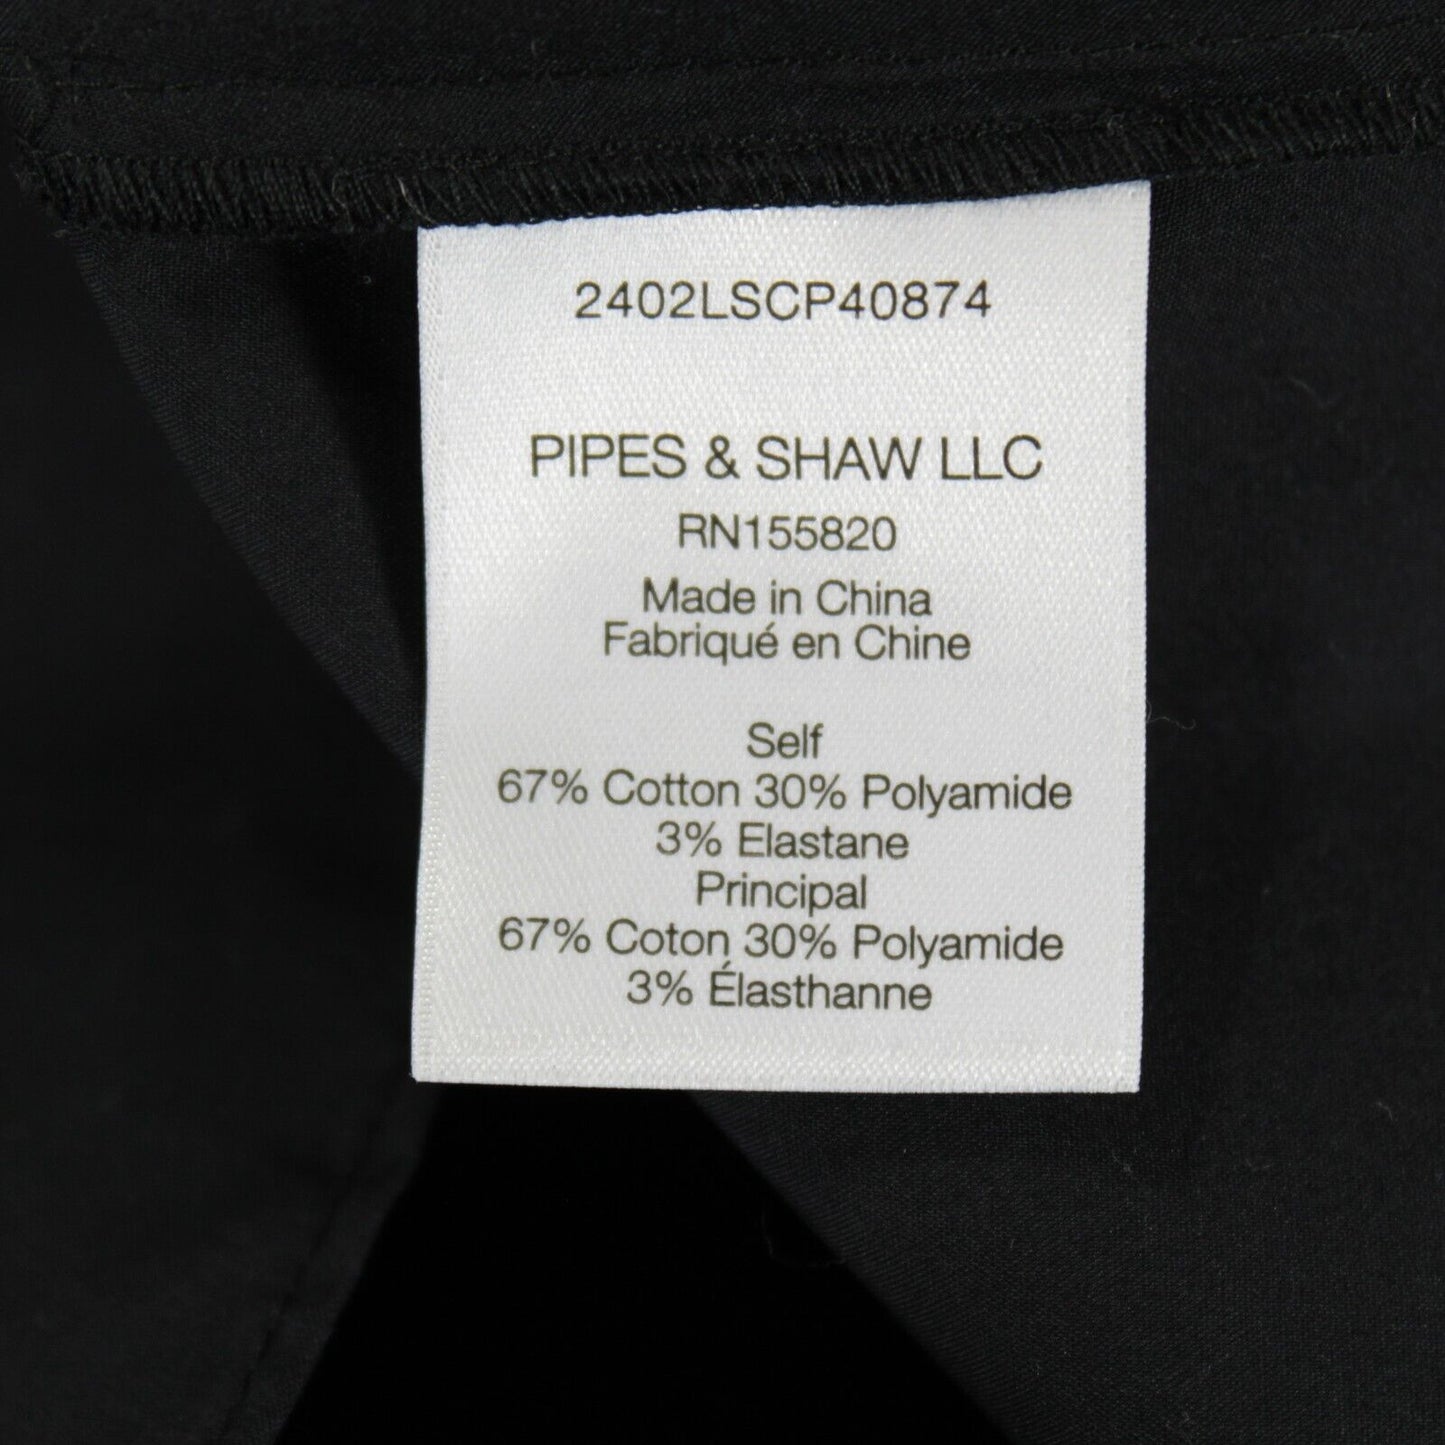 2402LSCP40874
PIPES & SHAW LLC
RN155820
Made in China
Fabriqué en Chine
Self
67% Cotton 30% Polyamide
3% Elastane
Principal
67% Coton 30% Polyamide
3% Élasthanne